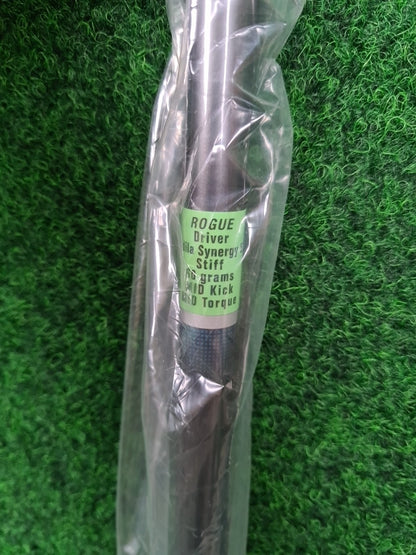 ROGUE
Driver
Synergy
Stiff
grams
Kick
Torque